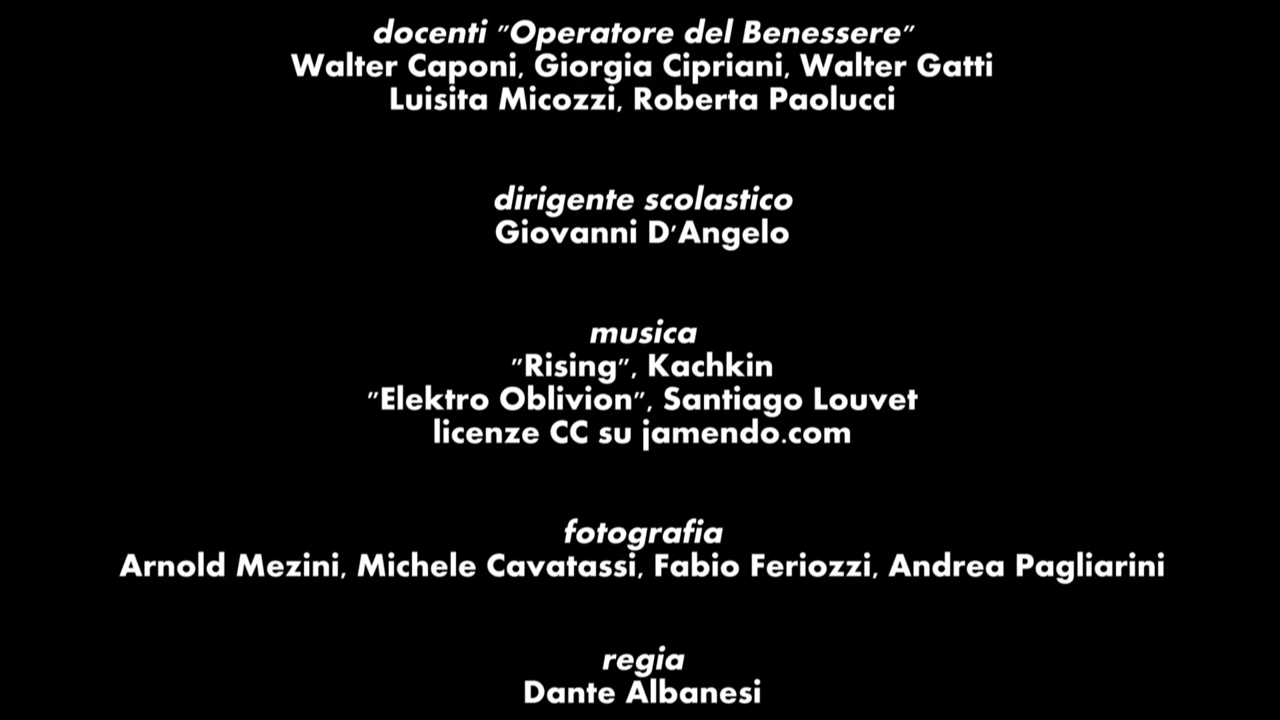 docenti "Operatore del Benessere"
Walter Caponi, Giorgia Cipriani, Walter Gatti
Luisita Micozzi, Roberta Paolucci
dirigente scolastico
Giovanni D'Angelo
musica
"Rising", Kachkin
"Elektro Oblivion", Santiago Louvet
licenze CC su jamendo.com
fotografia
Arnold Mezini, Michele Cavatassi, Fabio Feriozzi, Andrea Pagliarini
regia
Dante Albanesi